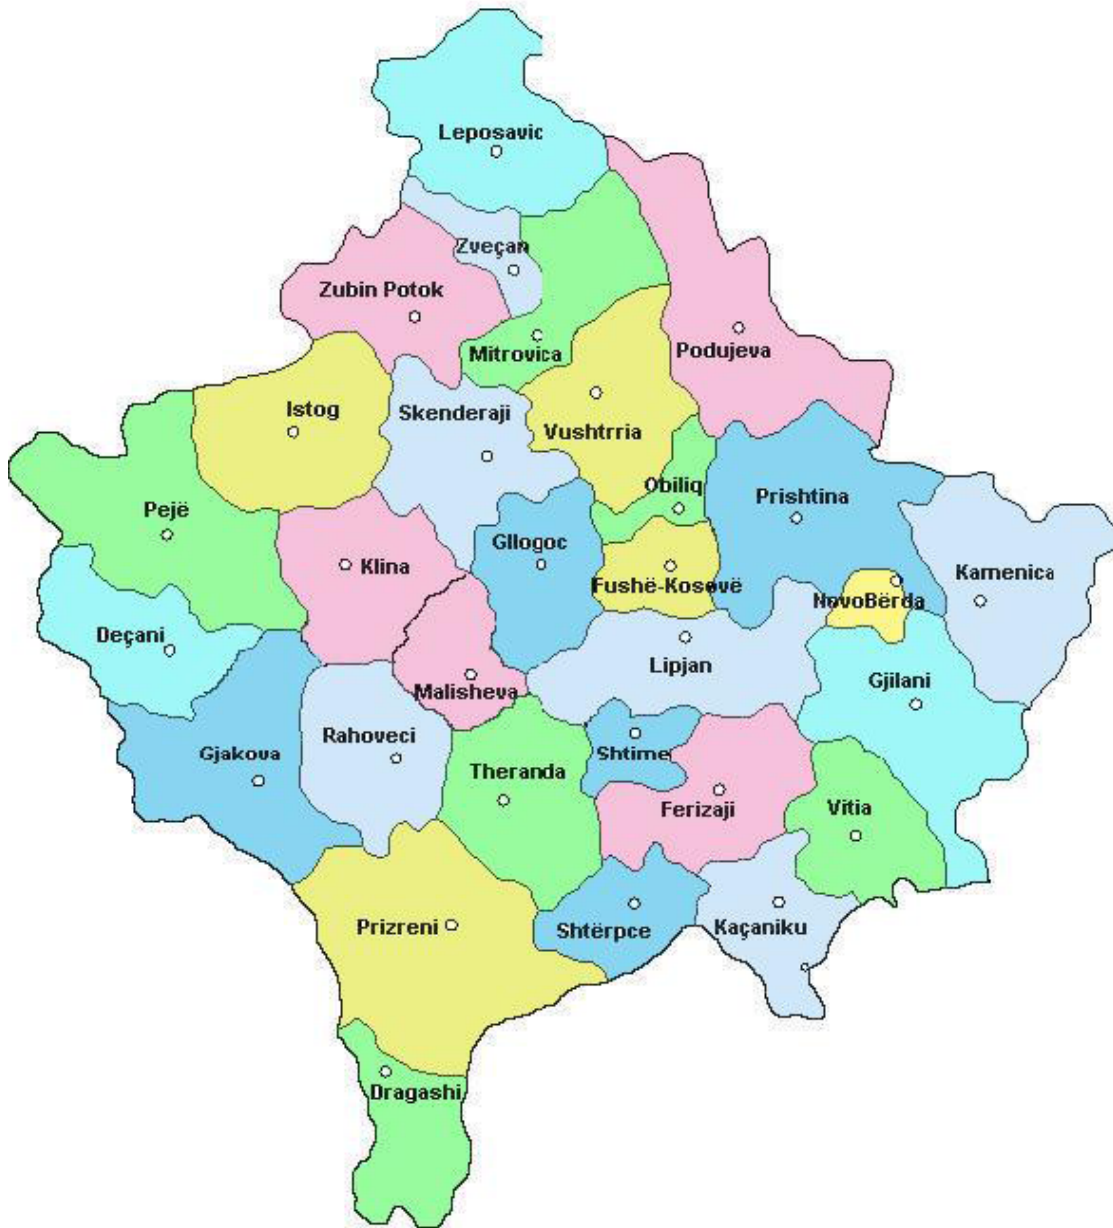 Leposavic
Zveçan
Zubin Potok
Mitrovica
Podujeva
Istog
Skenderaji
Vushtrria
Obiliq
Prishtina
Pejë
Klina
Gllogoc
Fushë-Kosovë
NovoBërda
Kamenica
Deçani
Malisheva
Lipjan
Gjilani
Gjakova
Rahoveci
Theranda
Shtime
Ferizaji
Vitia
Prizreni
Shtërpce
Kaçaniku
Dragashi